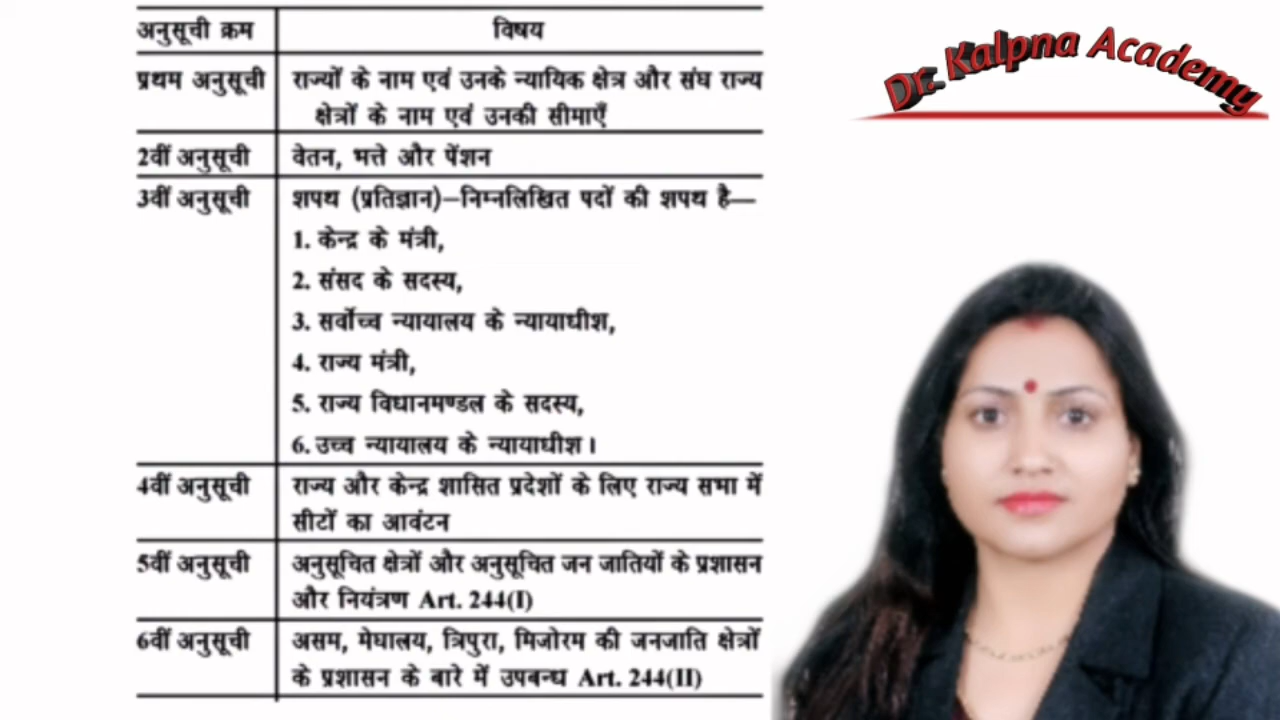 अनुसूची क्रम विषय
प्रथम अनुसूची राज्यों के नाम एवं उनके न्यायिक क्षेत्र और संघ राज्य
क्षेत्रों के नाम एवं उनकी सीमाएँ
2वीं अनुसूची वेतन, भत्ते और पेंशन
3वीं अनुसूची शपथ (प्रतिज्ञान)–निम्नलिखित पदों की शपथ है—
1. केन्द्र के मंत्री,
2. संसद के सदस्य,
3. सर्वोच्च न्यायालय के न्यायाधीश,
4. राज्य मंत्री,
5. राज्य विधानमण्डल के सदस्य,
6. उच्च न्यायालय के न्यायाधीश।
4वीं अनुसूची राज्य और केन्द्र शासित प्रदेशों के लिए राज्य सभा में
सीटों का आवंटन
5वीं अनुसूची अनुसूचित क्षेत्रों और अनुसूचित जन जातियों के प्रशासन
और नियंत्रण Art. 244(I)
6वीं अनुसूची असम, मेघालय, त्रिपुरा, मिजोरम की जनजाति क्षेत्रों
के प्रशासन के बारे में उपबन्ध Art. 244(II)
Dr. Kalpna Academy